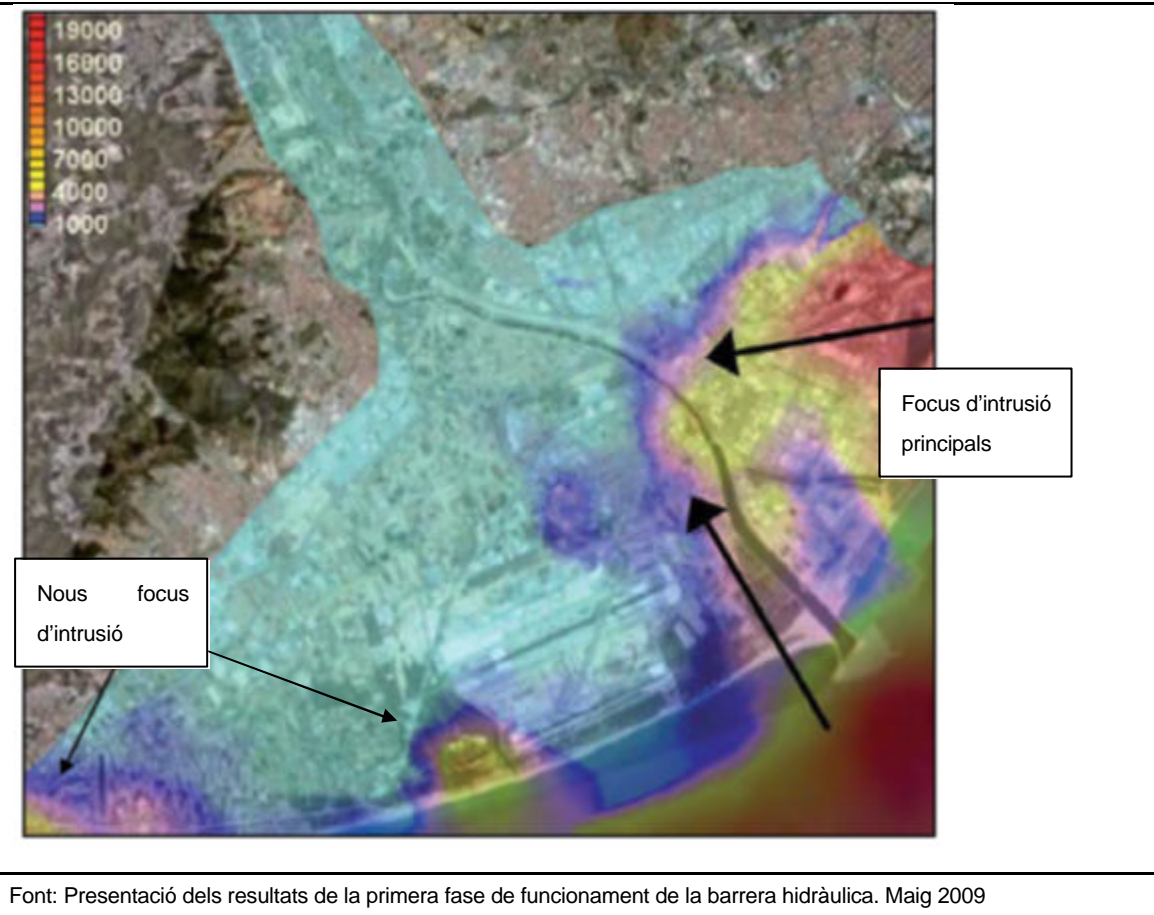 19000
16000
13000
10000
7000
4000
1000
Focus d'intrusió
principals
Nous focus
d'intrusió
Font: Presentació dels resultats de la primera fase de funcionament de la barrera hidràulica. Maig 2009